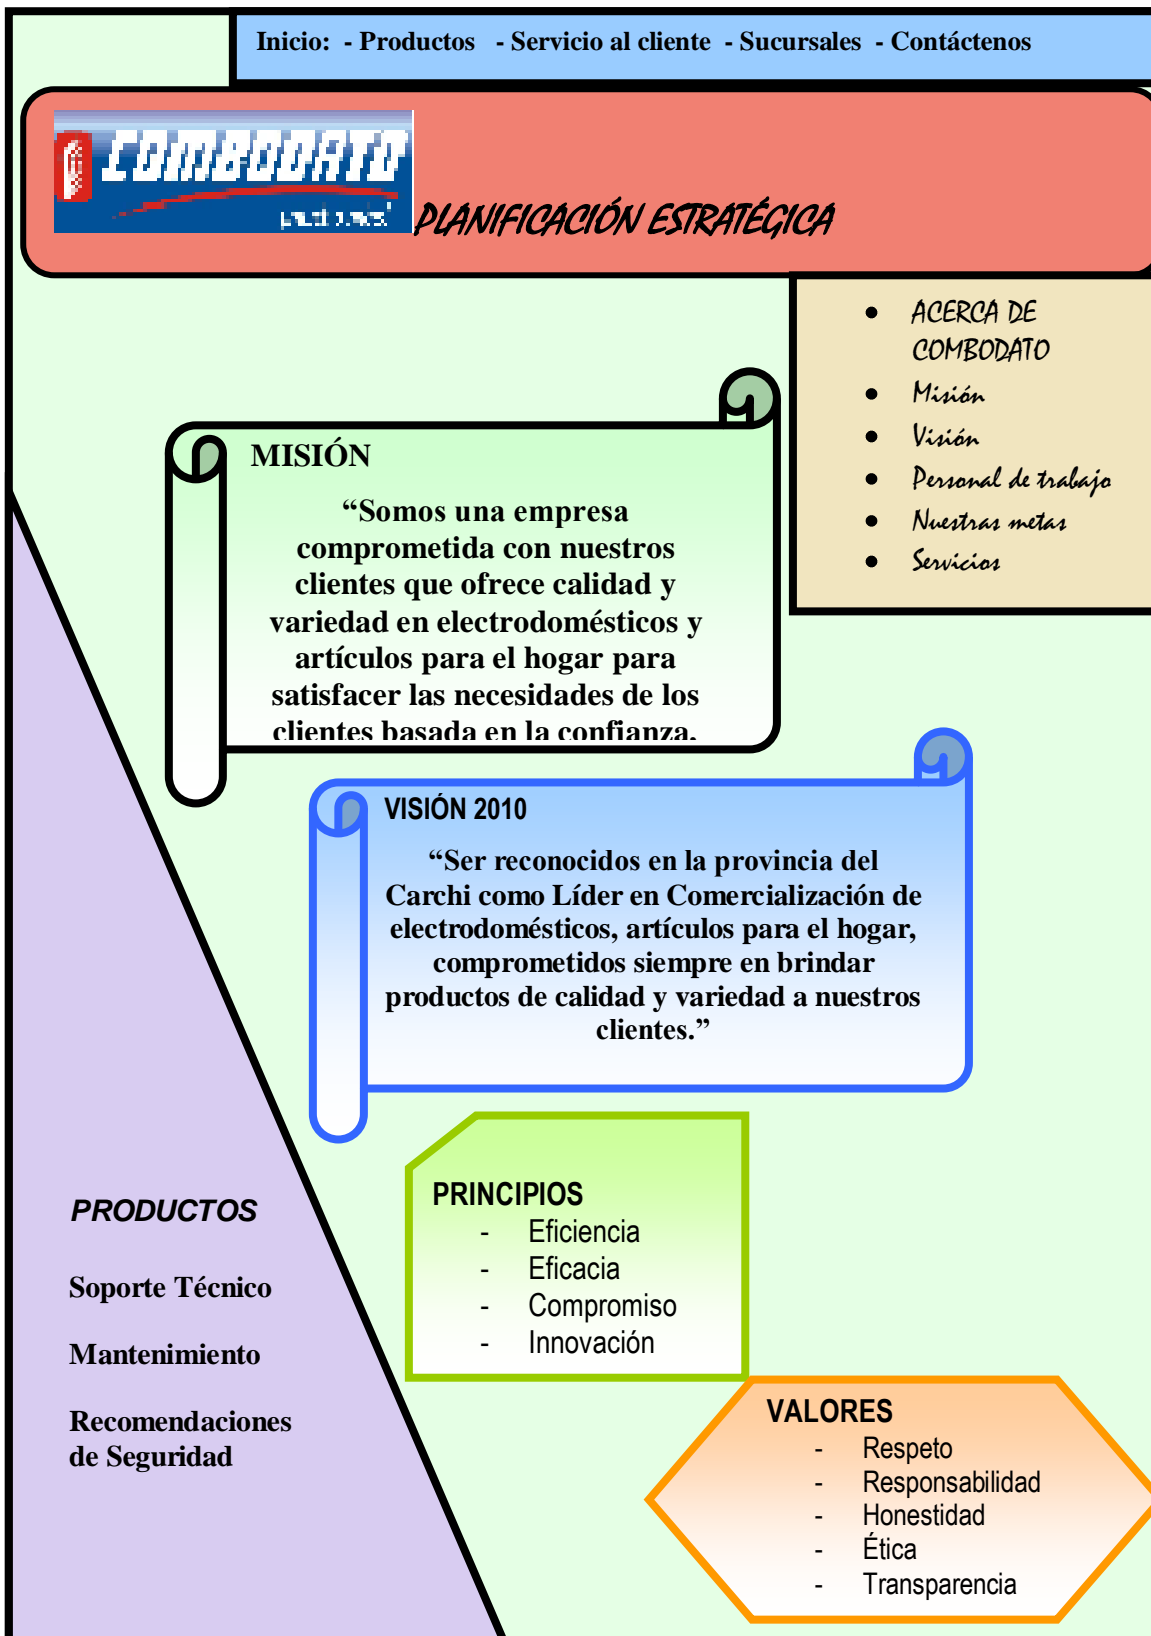 Inicio: - Productos - Servicio al cliente - Sucursales - Contáctenos
COMBODATO
PLANIFICACIÓN ESTRATÉGICA
• ACERCA DE
COMBODATO
• Misión
• Visión
• Personal de trabajo
• Nuestras metas
• Servicios
MISIÓN
“Somos una empresa
comprometida con nuestros
clientes que ofrece calidad y
variedad en electrodomésticos y
artículos para el hogar para
satisfacer las necesidades de los
clientes basada en la confianza,
VISIÓN 2010
“Ser reconocidos en la provincia del
Carchi como Líder en Comercialización de
electrodomésticos, artículos para el hogar,
comprometidos siempre en brindar
productos de calidad y variedad a nuestros
clientes.”
PRINCIPIOS
- Eficiencia
- Eficacia
- Compromiso
- Innovación
PRODUCTOS
Soporte Técnico
Mantenimiento
Recomendaciones
de Seguridad
VALORES
- Respeto
- Responsabilidad
- Honestidad
- Ética
- Transparencia